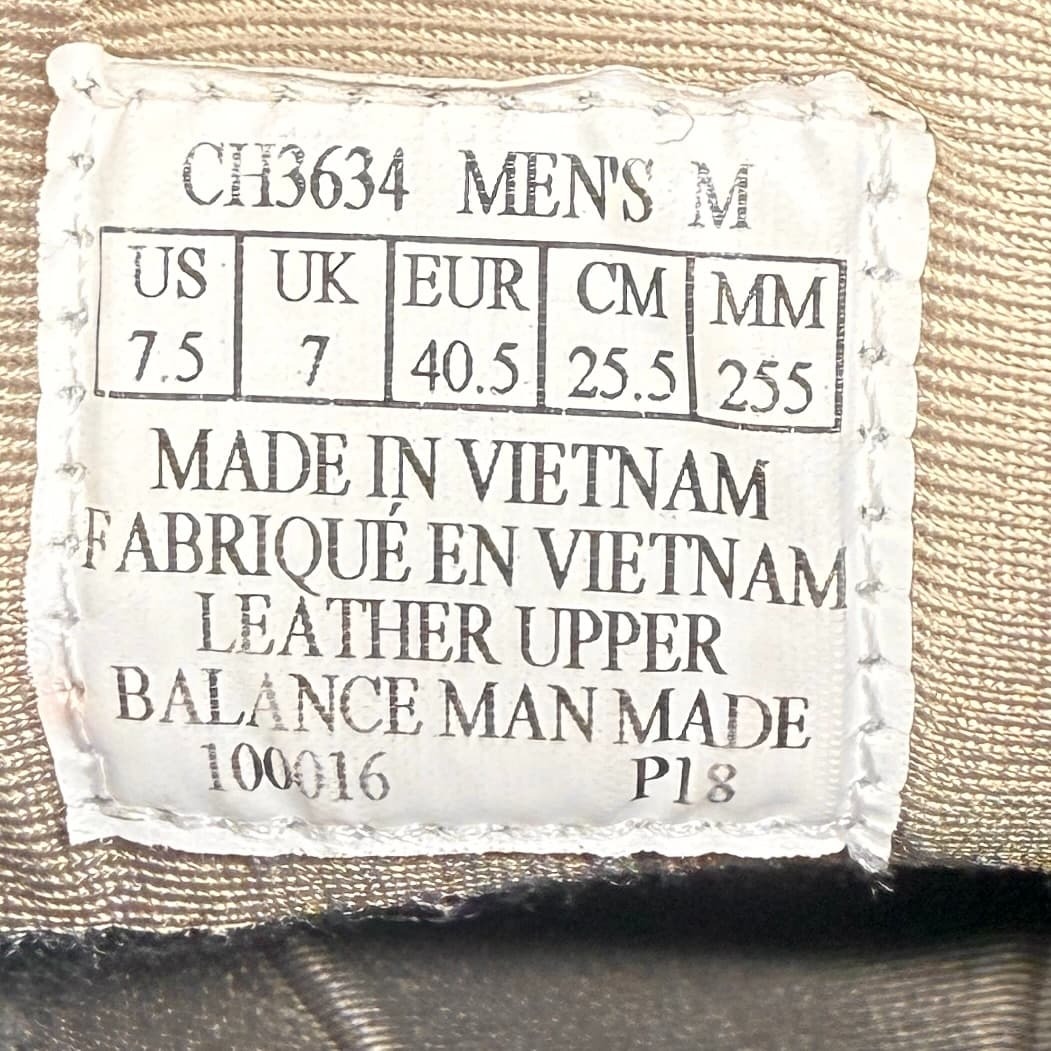 CH3634 MEN'S M
US UK EUR CM MM
7.5 7 40.5 25.5 255
MADE IN VIETNAM
FABRIQUÉ EN VIETNAM
LEATHER UPPER
BALANCE MAN MADE
100016 P18